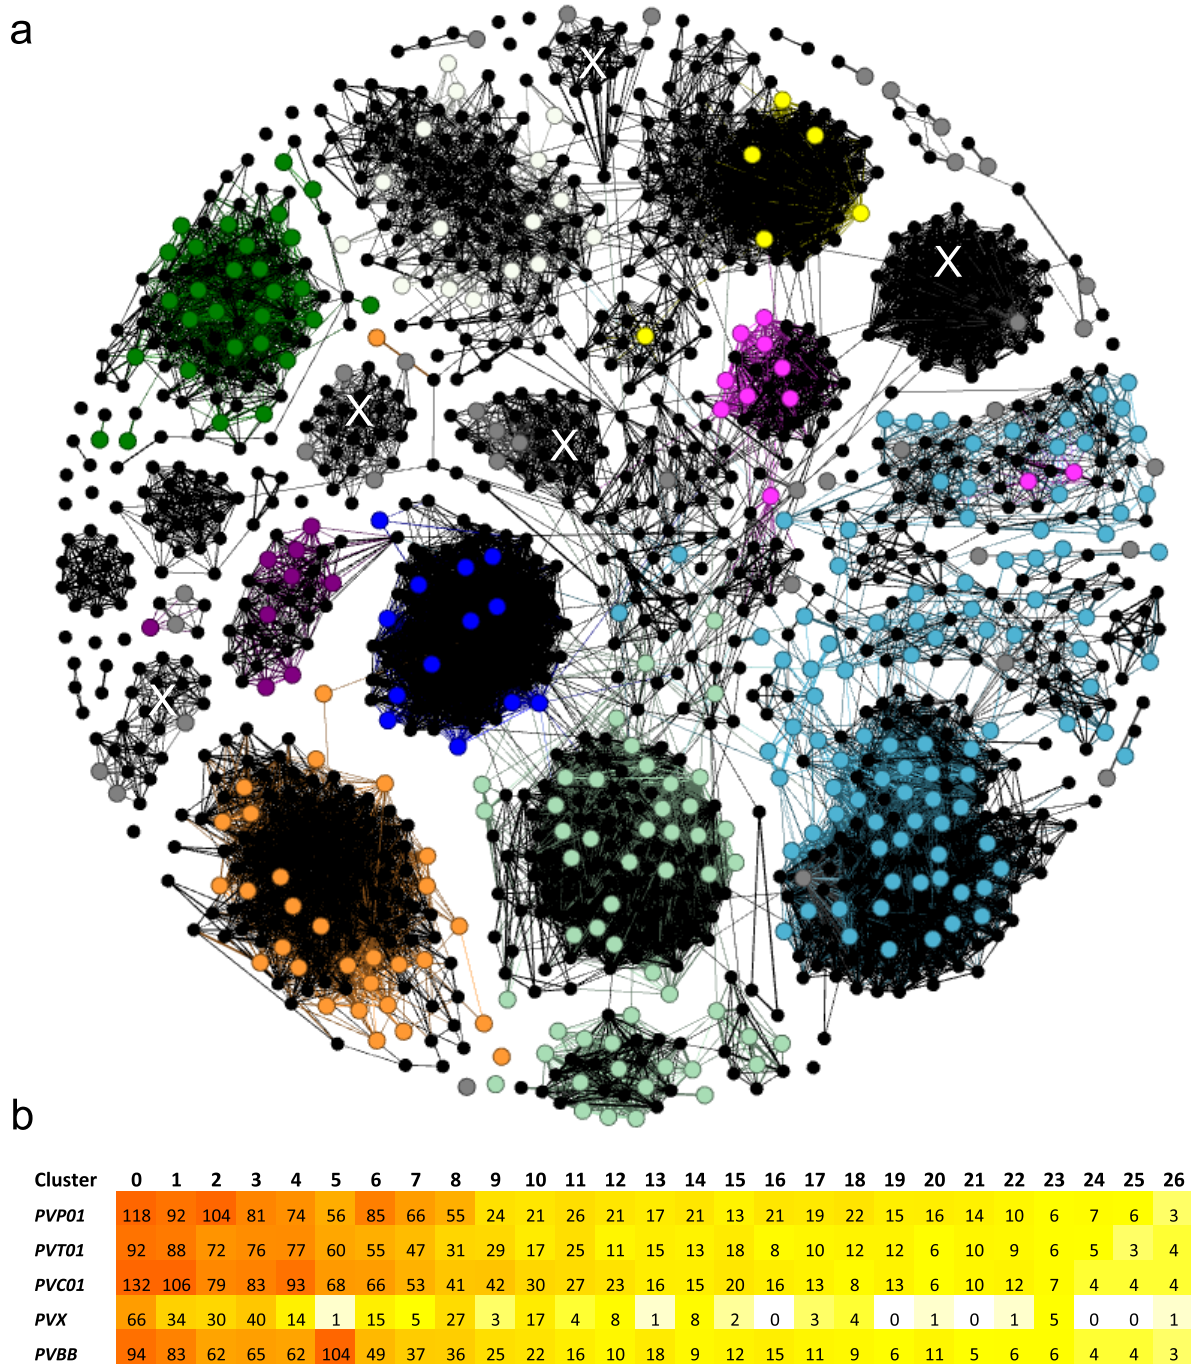 a
X
X
X
X
X
b
Cluster 0 1 2 3 4 5 6 7 8 9 10 11 12 13 14 15 16 17 18 19 20 21 22 23 24 25 26
PVP01 118 92 104 81 74 56 85 66 55 24 21 26 21 17 21 13 21 19 22 15 16 14 10 6 7 6 3
PVT01 92 88 72 76 77 60 55 47 31 29 17 25 11 15 13 18 8 10 12 12 6 10 9 6 5 3 4
PVC01 132 106 79 83 93 68 66 53 41 42 30 27 23 16 15 20 16 13 8 13 6 10 12 7 4 4 4
PVX 66 34 30 40 14 1 15 5 27 3 17 4 8 1 8 2 0 3 4 0 1 0 1 5 0 0 1
PVBB 94 83 62 65 62 104 49 37 36 25 22 16 10 18 9 12 15 11 9 6 11 5 6 6 4 4 3